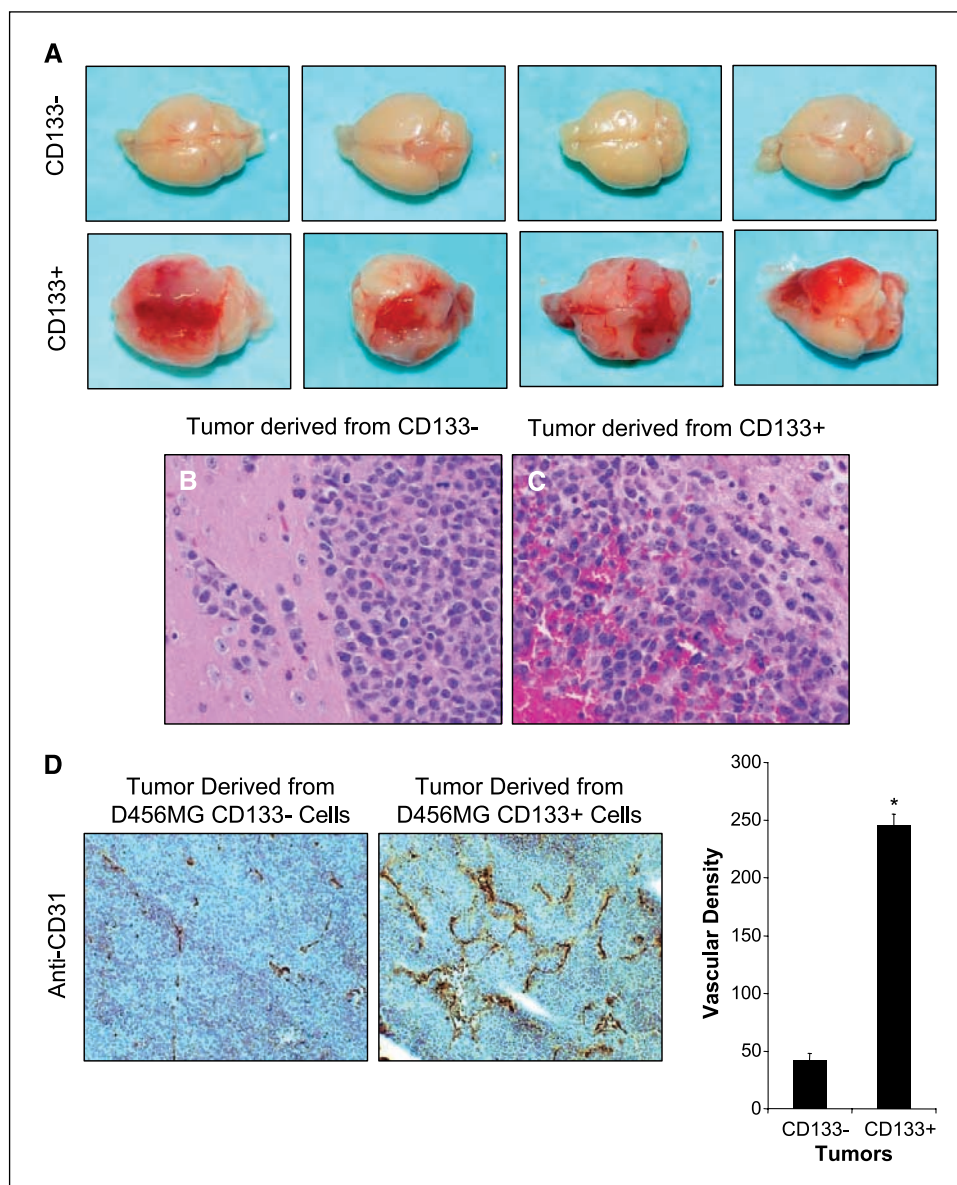 A
CD133-
CD133+
Tumor derived from CD133-
Tumor derived from CD133+
B
C
D
Tumor Derived from
D456MG CD133- Cells
Tumor Derived from
D456MG CD133+ Cells
Anti-CD31
Vascular Density
300
250
200
150
100
50
0
*
CD133-
CD133+
Tumors